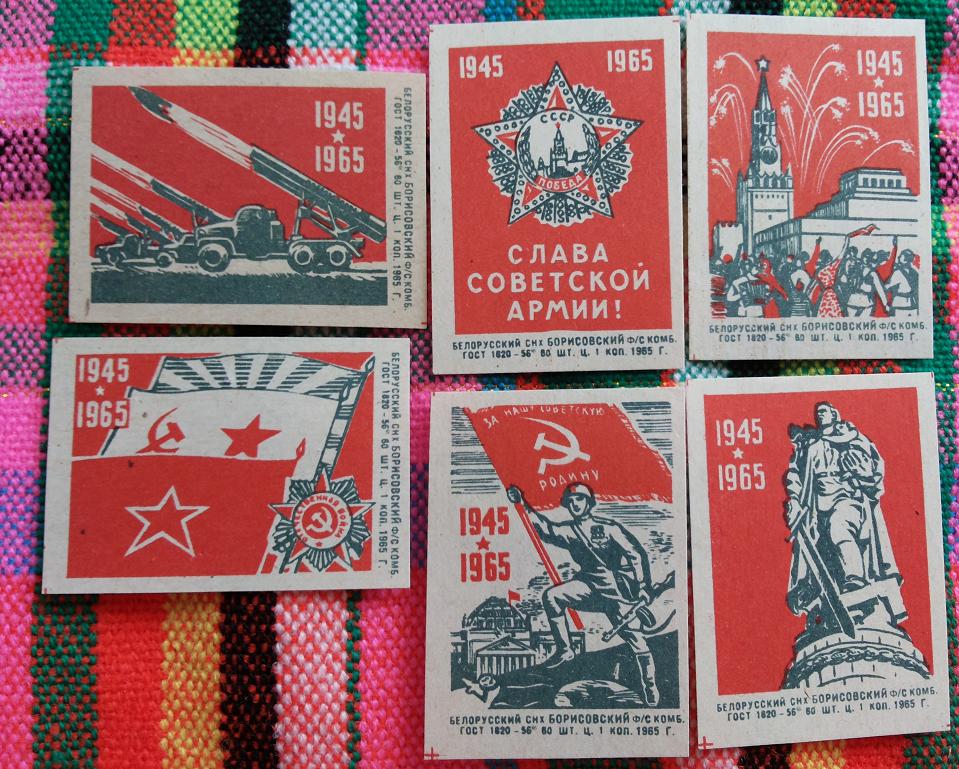 1945
1965
БЕЛОРУССКИЙ СНХ БОРИСОВСКИЙ Ф/С КОМБ.
ГОСТ 1820-56° 60 ШТ. Ц. 1 КОП. 1965 Г.
1945 1965
СССР
ПОБЕДА
СЛАВА
СОВЕТСКОЙ
АРМИИ!
БЕЛОРУССКИЙ СНХ БОРИСОВСКИЙ Ф/С КОМБ.
ГОСТ 1820-56° 60 ШТ. Ц. 1 КОП. 1965 Г.
1945
1965
БЕЛОРУССКИЙ СНХ БОРИСОВСКИЙ Ф/С КОМБ.
ГОСТ 1820-56° 60 ШТ. Ц. 1 КОП. 1965 Г.
1945
1965
ОТЕЧЕСТВЕННАЯ ВОЙНА
БЕЛОРУССКИЙ СНХ БОРИСОВСКИЙ Ф/С КОМБ.
ГОСТ 1820-56° 60 ШТ. Ц. 1 КОП. 1965 Г.
ЗА НАШУ СОВЕТСКУЮ
РОДИНУ
1945
1965
БЕЛОРУССКИЙ СНХ БОРИСОВСКИЙ Ф/С КОМБ.
ГОСТ 1820-56° 60 ШТ. Ц. 1 КОП. 1965 Г.
1945
1965
БЕЛОРУССКИЙ СНХ БОРИСОВСКИЙ Ф/С КОМБ.
ГОСТ 1820-56° 60 ШТ. Ц. 1 КОП. 1965 Г.